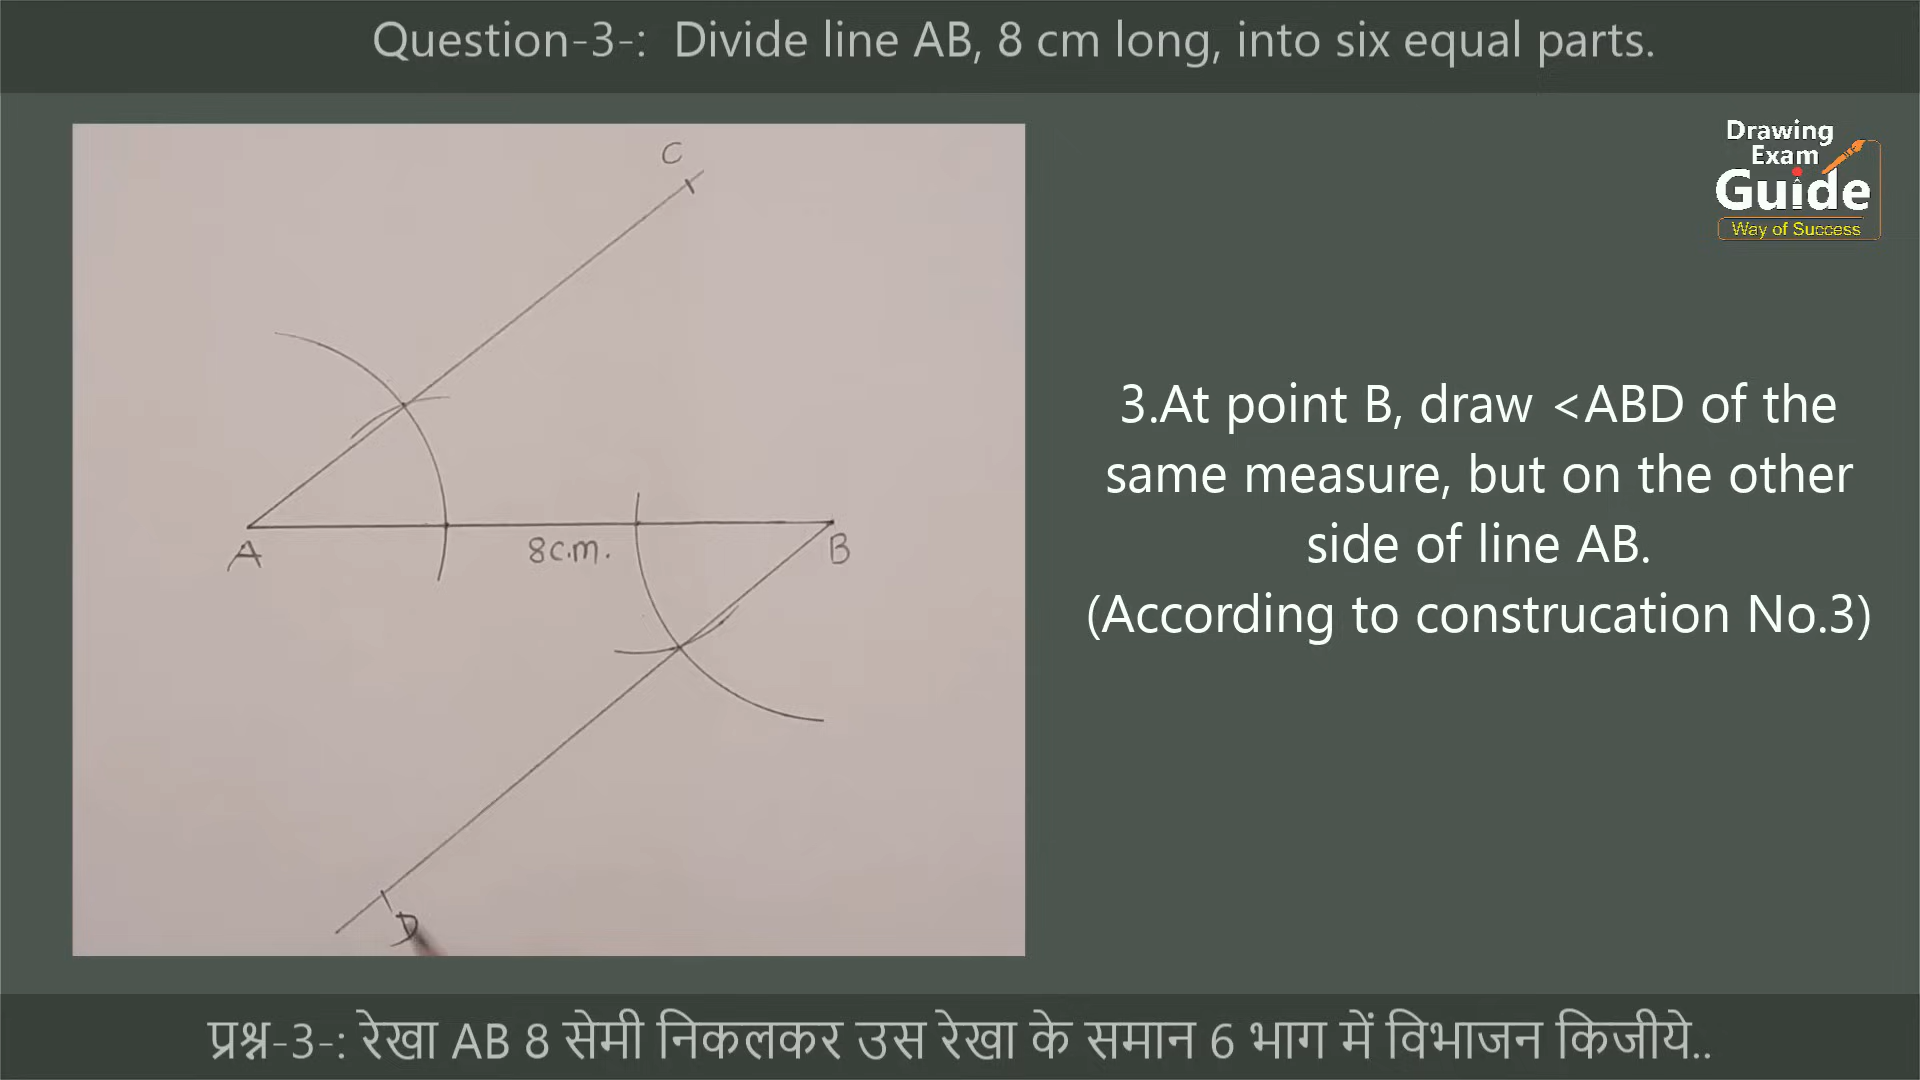 Question-3-: Divide line AB, 8 cm long, into six equal parts.
Drawing
Exam
Guide
Way of Success
C
A
8c.m.
B
D
3.At point B, draw <ABD of the
same measure, but on the other
side of line AB.
(According to construcation No.3)
प्रश्न-3-: रेखा AB 8 सेमी निकलकर उस रेखा के समान 6 भाग में विभाजन किजीये..